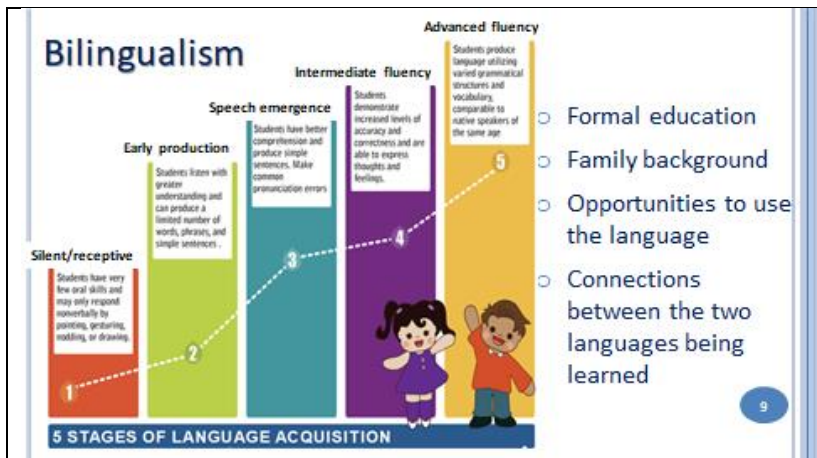 Bilingualism
Silent/receptive
Students have very
few oral skills and
may only respond
nonverbally by
pointing, gesturing,
nodding, or drawing.
1
Early production
Students listen with
greater
understanding and
can produce a
limited number of
words, phrases, and
simple sentences .
2
Speech emergence
Students have better
comprehension and
produce simple
sentences. Make
common
pronunciation errors
3
Intermediate fluency
Students
demonstrate
increased levels of
accuracy and
correctness and are
able to express
thoughts and
feelings.
4
Advanced fluency
Students produce
language utilizing
varied grammatical
structures and
vocabulary,
comparable to
native speakers of
the same age
5
5 STAGES OF LANGUAGE ACQUISITION
Formal education
Family background
Opportunities to use
the language
Connections
between the two
languages being
learned
9